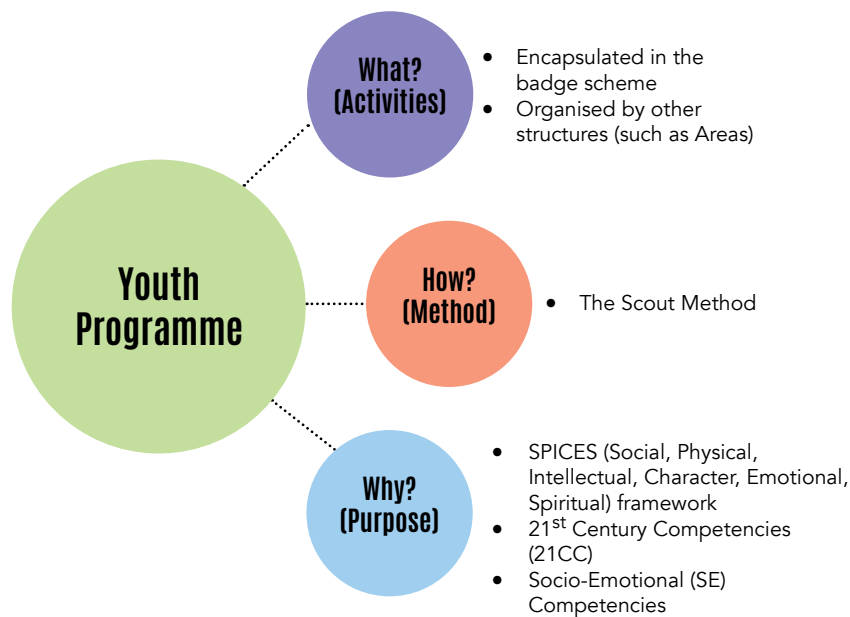 What?
(Activities)
• Encapsulated in the
badge scheme
• Organised by other
structures (such as Areas)
Youth
Programme
How?
(Method)
• The Scout Method
Why?
(Purpose)
• SPICES (Social, Physical,
Intellectual, Character, Emotional,
Spiritual) framework
• 21st Century Competencies
(21CC)
• Socio-Emotional (SE)
Competencies